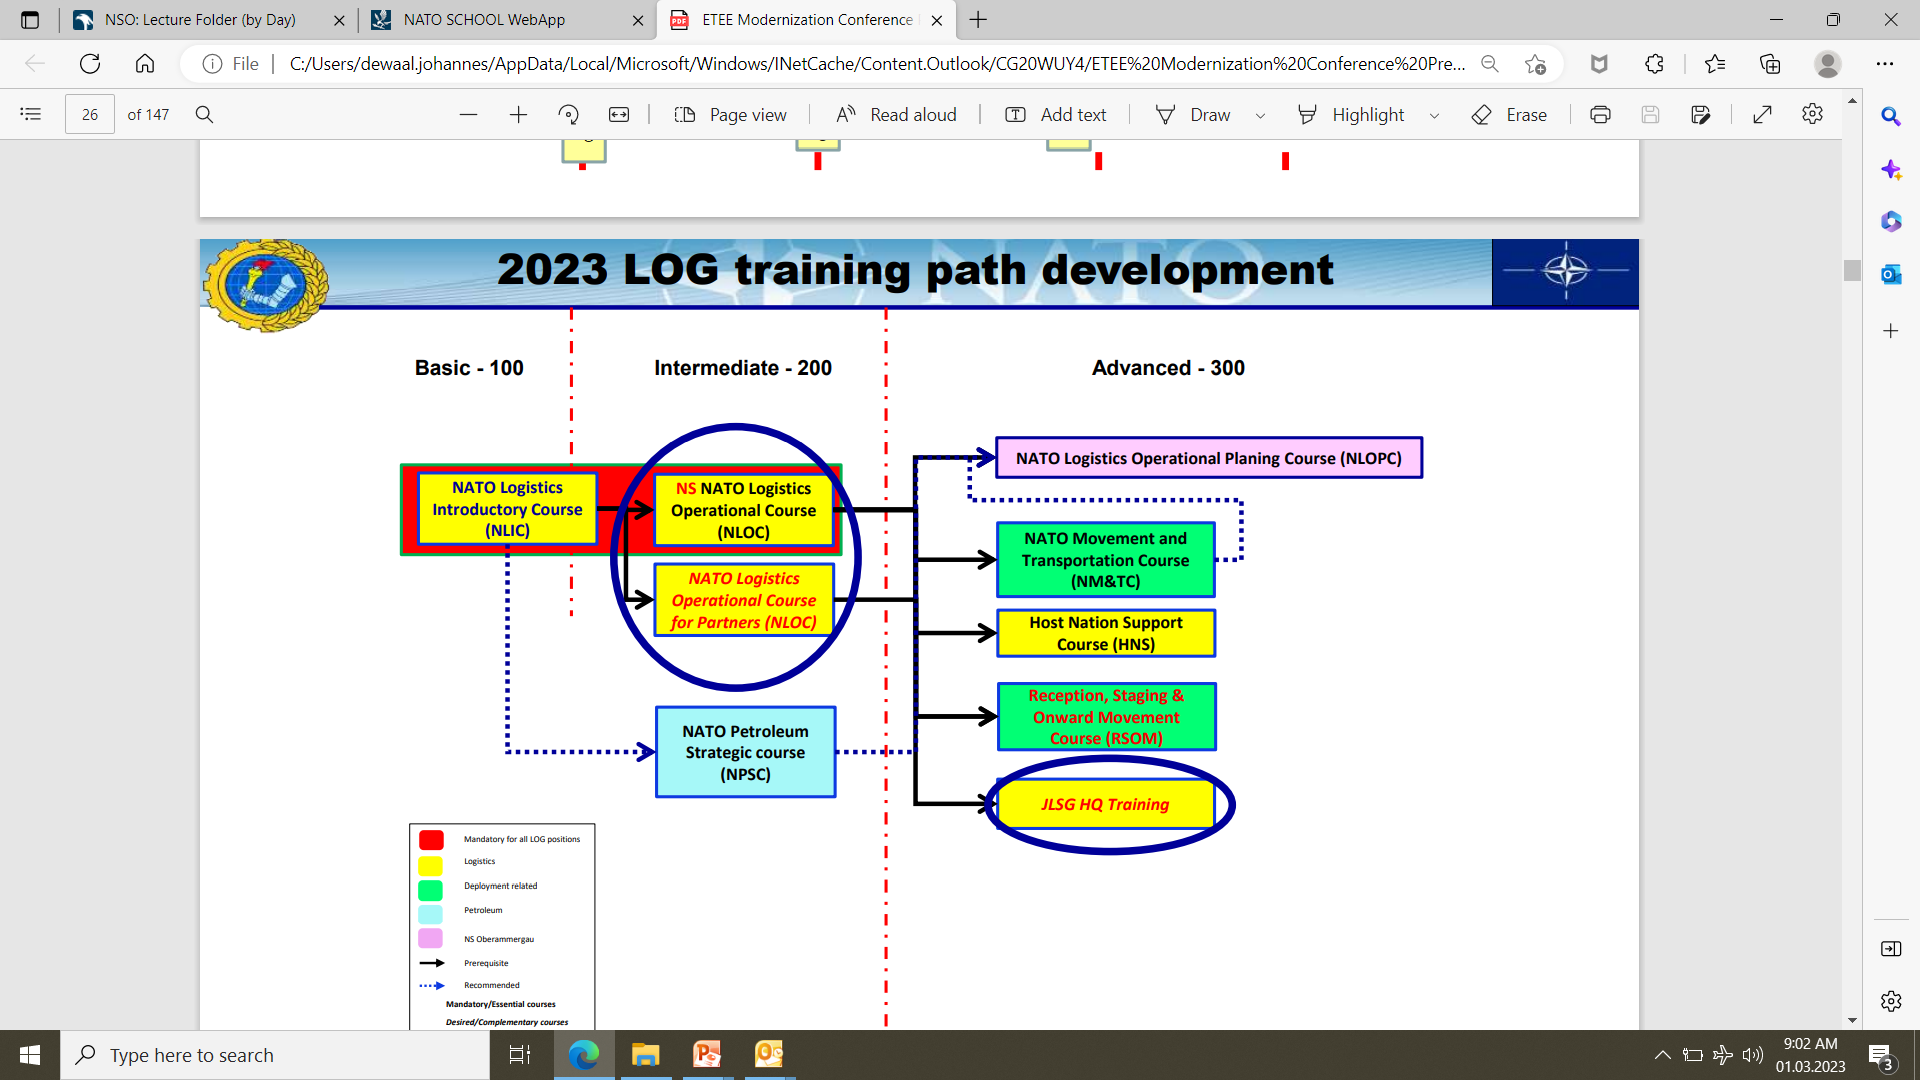 NSO: Lecture Folder (by Day)
NATO SCHOOL WebApp
ETEE Modernization Conference
File
C:/Users/dewaal.johannes/AppData/Local/Microsoft/Windows/INetCache/Content.Outlook/CG20WUY4/ETEE%20Modernization%20Conference%20Pre...
26
of 147
Page view
Read aloud
Add text
Draw
Highlight
Erase
2023 LOG training path development
NATO
Basic - 100
Intermediate - 200
Advanced - 300
NATO Logistics
Introductory Course
(NLIC)
NS NATO Logistics
Operational Course
(NLOC)
NATO Logistics
Operational Course
for Partners (NLOC)
NATO Petroleum
Strategic course
(NPSC)
NATO Logistics Operational Planing Course (NLOPC)
NATO Movement and
Transportation Course
(NM&TC)
Host Nation Support
Course (HNS)
Reception, Staging &
Onward Movement
Course (RSOM)
JLSG HQ Training
Mandatory for all LOG positions
Logistics
Deployment related
Petroleum
NS Oberammergau
Prerequisite
Recommended
Mandatory/Essential courses
Desired/Complementary courses
Type here to search
9:02 AM
01.03.2023
3